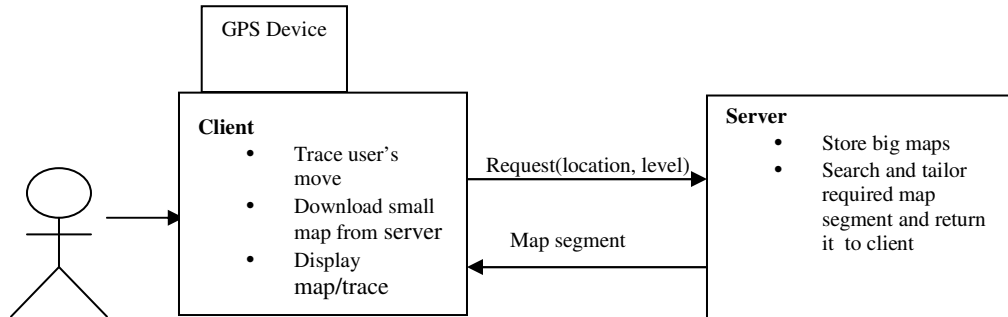 GPS Device
Client
• Trace user's
move
• Download small
map from server
• Display
map/trace
Request(location, level)
Map segment
Server
• Store big maps
• Search and tailor
required map
segment and return
it to client